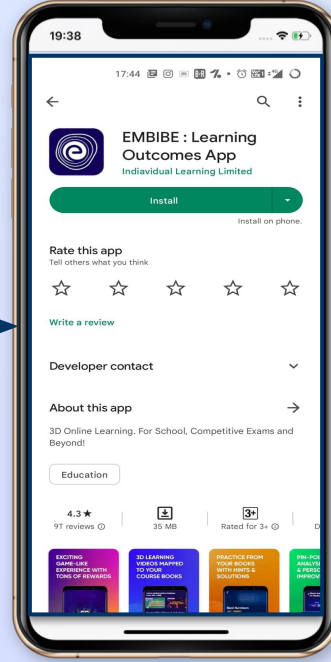 19:38
17:44
EMBIBE : Learning
Outcomes App
Indiavidual Learning Limited
Install
Install on phone.
Rate this app
Tell others what you think
Write a review
Developer contact
About this app
3D Online Learning. For School, Competitive Exams and
Beyond!
Education
4.3★
9T reviews
35 MB
3+
Rated for 3+
D
EXCITING
GAME-LIKE
EXPERIENCE WITH
TONS OF REWARDS
3D LEARNING
VIDEOS MAPPED
TO YOUR
COURSE BOOKS
PRACTICE FROM
YOUR BOOKS
WITH HINTS &
SOLUTIONS
PIN-POI
ANALYS
& PERSO
IMPROV